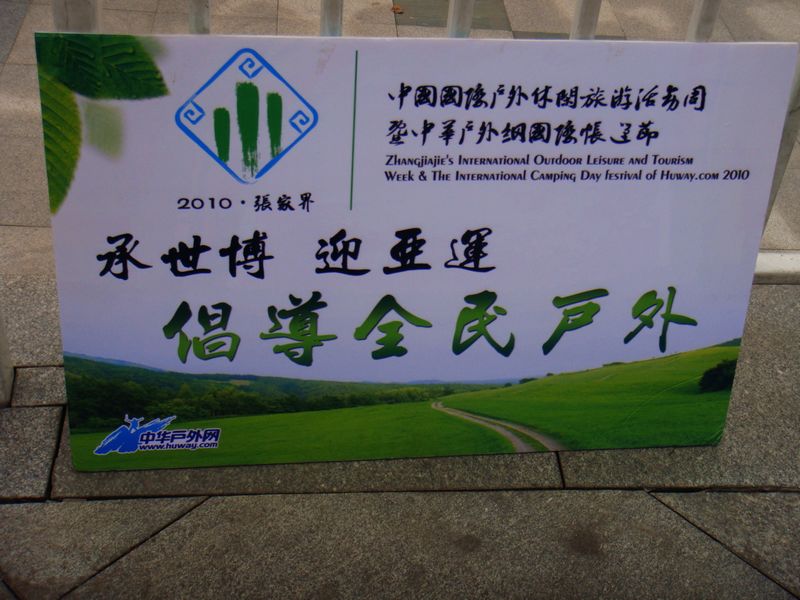 2010·張家界
中國國際戶外休閑旅游活動周
暨中華戶外網國際帳篷節
Zhangjiajie's International Outdoor Leisure and Tourism
Week & The International Camping Day festival of Huway.com 2010
承世博 迎亞運
倡導全民戶外
中华户外网
www.huway.com